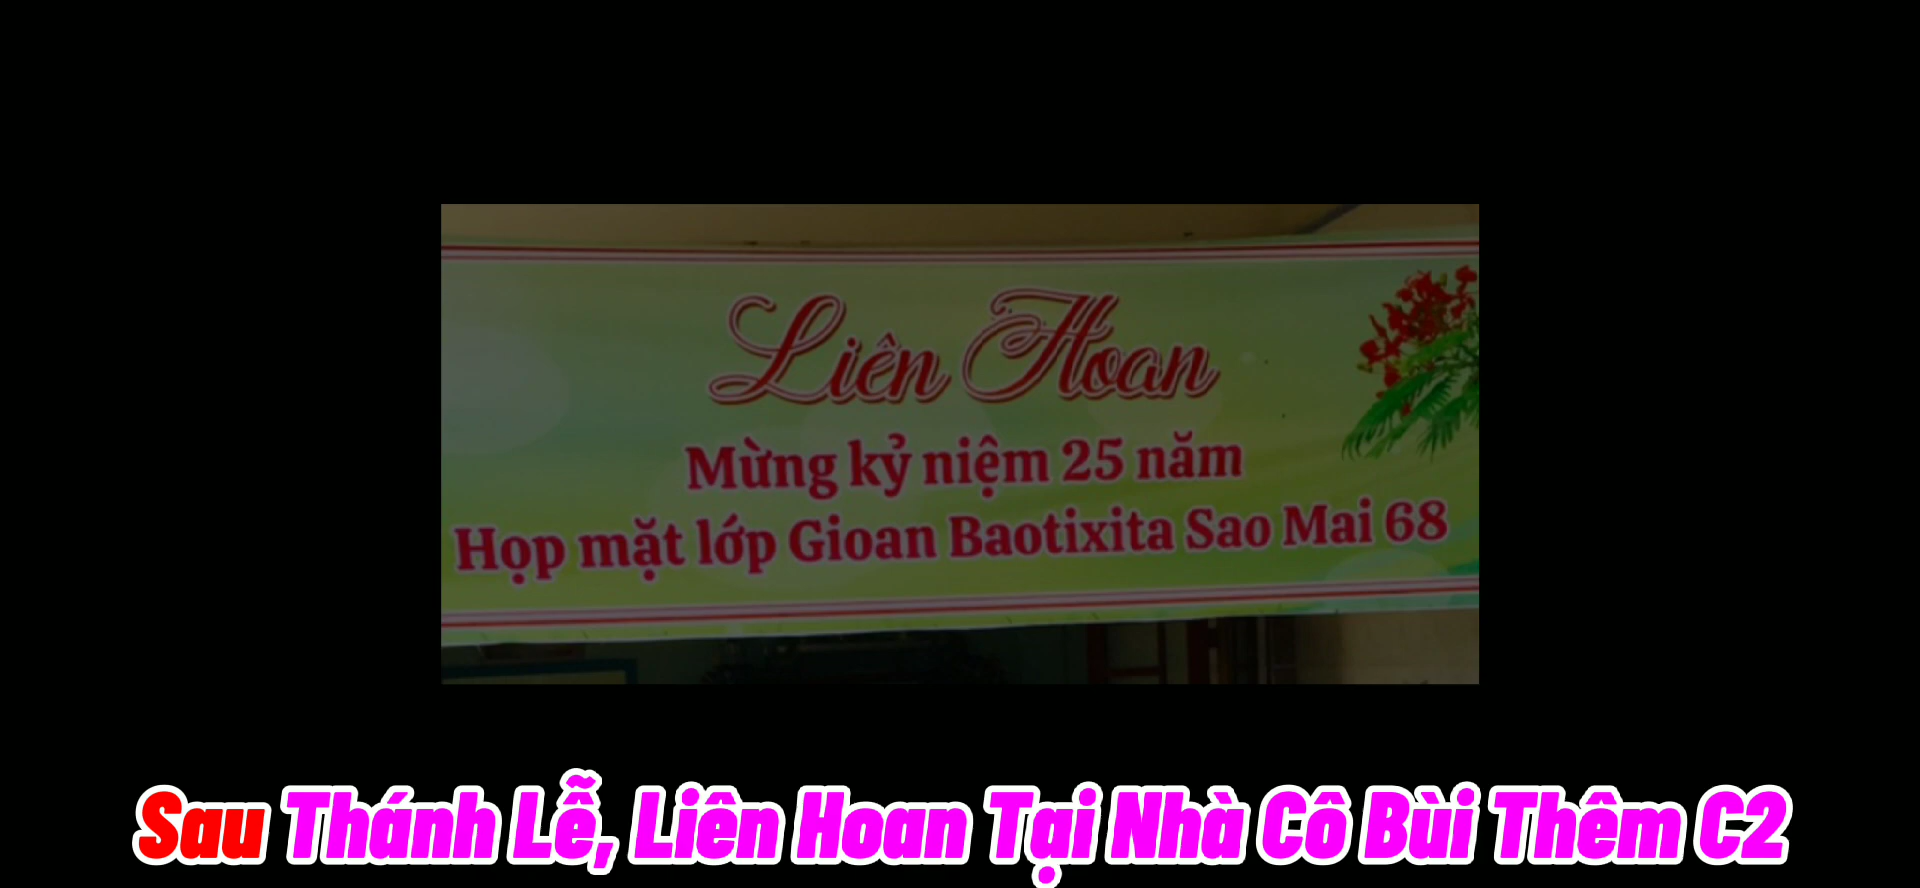 Liên Hoan
Mừng kỷ niệm 25 năm
Họp mặt lớp Gioan Baotixita Sao Mai 68
Sau Thánh Lễ, Liên Hoan Tại Nhà Cô Bùi Thêm C2